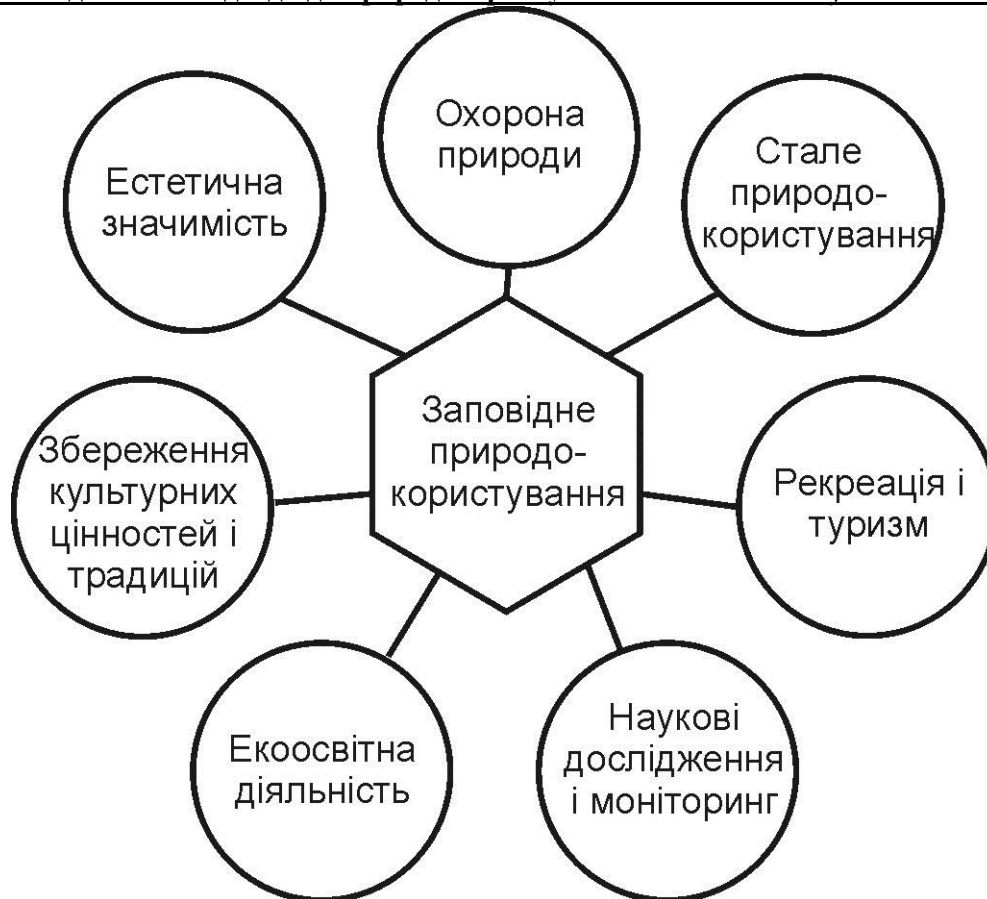 Охорона
природи
Стале
природо-
користування
Естетична
значимість
Заповідне
природо-
користування
Збереження
культурних
цінностей і
традицій
Рекреація і
туризм
Екоосвітна
діяльність
Наукові
дослідження
і моніторинг